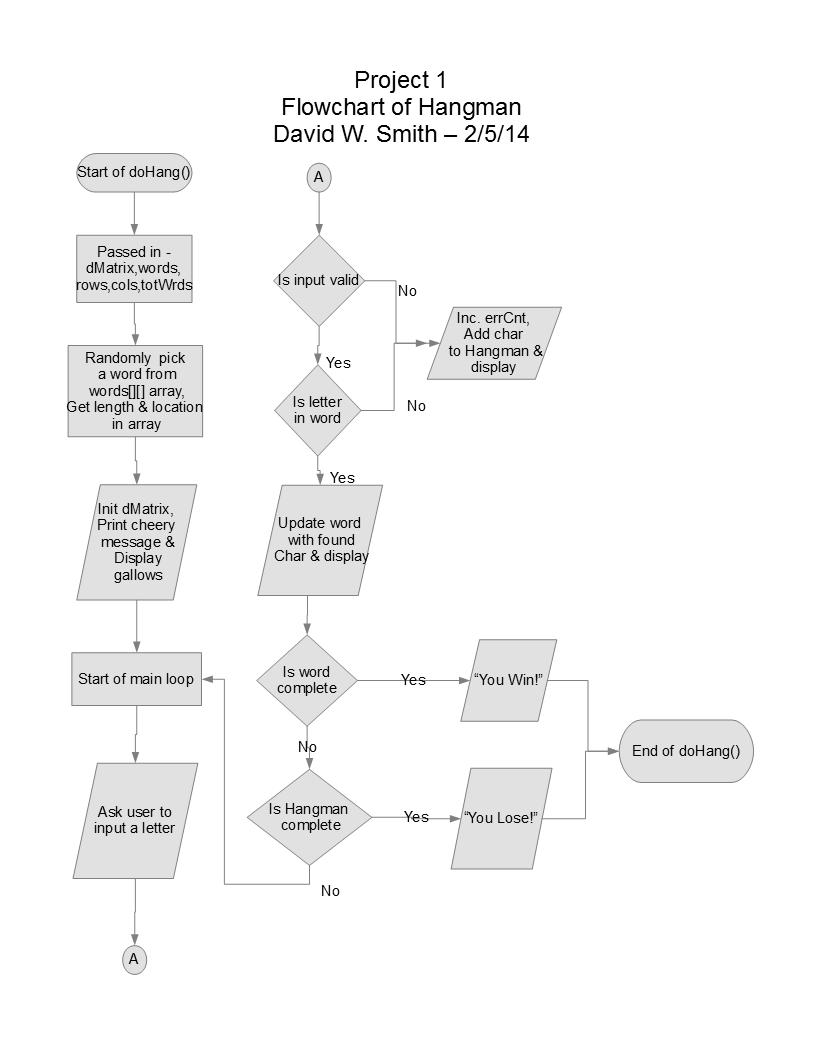 Project 1
Flowchart of Hangman
David W. Smith – 2/5/14
Start of doHang()
Passed in -
dMatrix,words,
rows,cols,totWrds
Randomly pick
a word from
words[][] array,
Get length & location
in array
Init dMatrix,
Print cheery
message &
Display
gallows
Start of main loop
Ask user to
input a letter
A
A
Is input valid
No
Yes
Inc. errCnt,
Add char
to Hangman &
display
Is letter
in word
No
Yes
Update word
with found
Char & display
Is word
complete
Yes
“You Win!”
No
End of doHang()
Is Hangman
complete
Yes
“You Lose!”
No